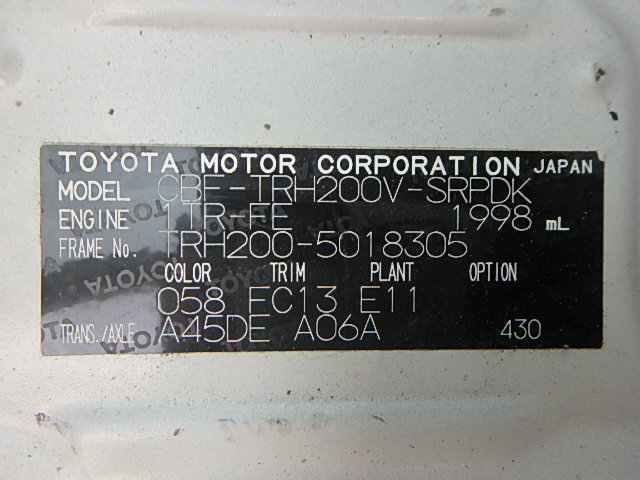 TOYOTA MOTOR CORPORATION JAPAN
MODEL CBF-TRH200V-SRPDK
ENGINE 1TR-FE 1998 mL
FRAME No. TRH200-5018305
COLOR TRIM PLANT OPTION
058 FC13 E11
TRANS./AXLE A45DE A06A 430